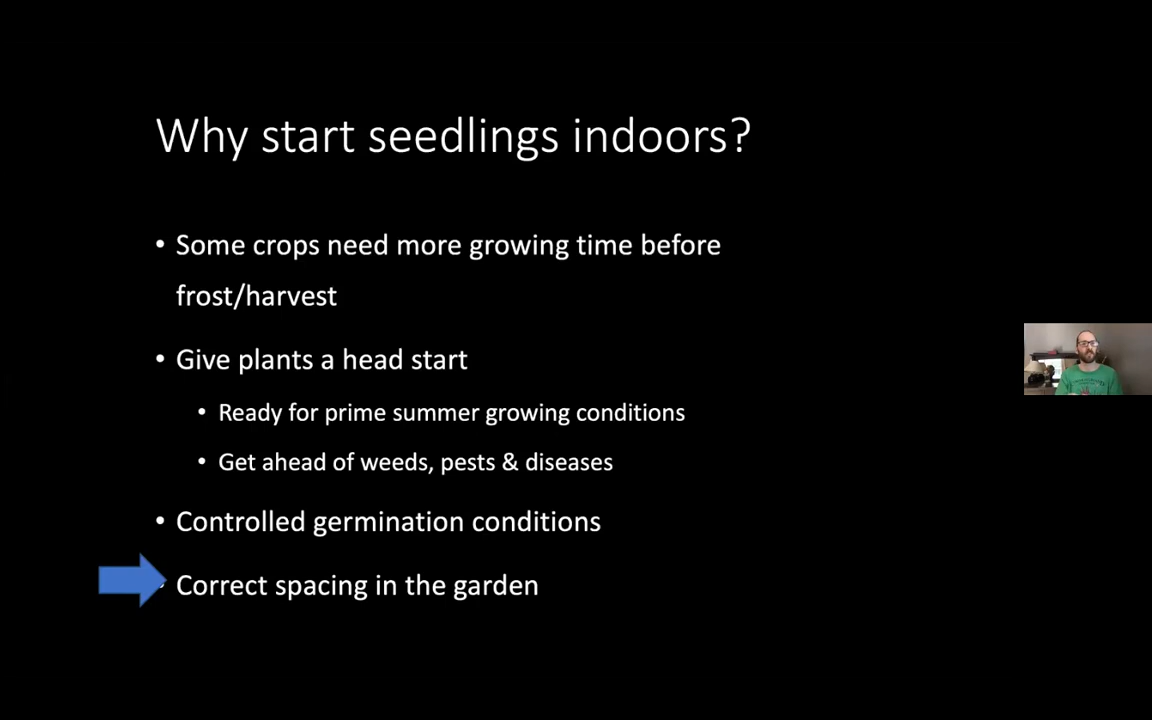 Why start seedlings indoors?
• Some crops need more growing time before
frost/harvest
• Give plants a head start
• Ready for prime summer growing conditions
• Get ahead of weeds, pests & diseases
• Controlled germination conditions
• Correct spacing in the garden